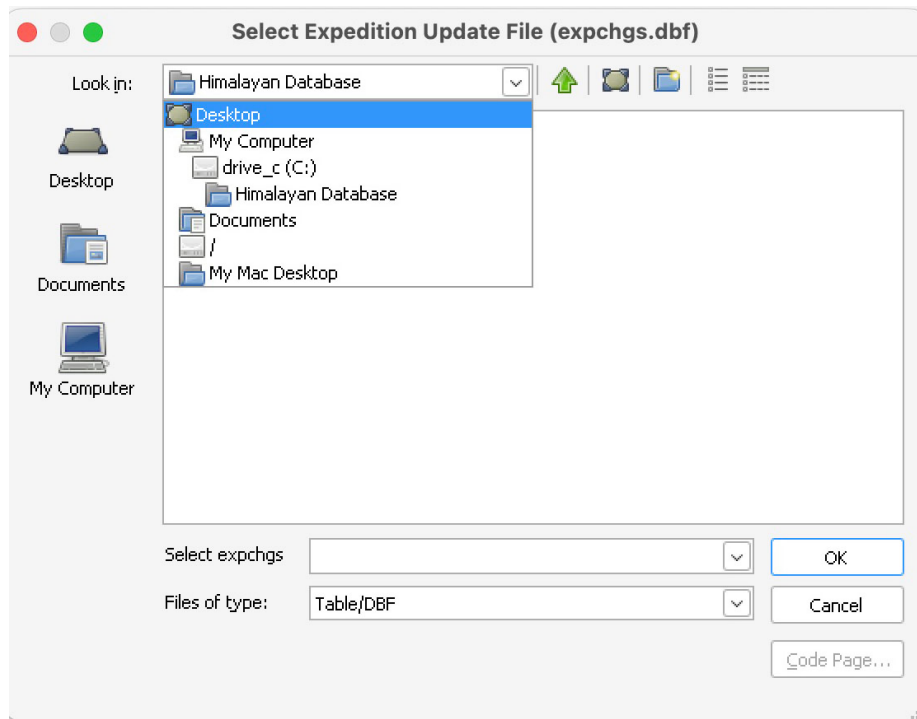 Select Expedition Update File (expchgs.dbf)
Look in:
Himalayan Database
Desktop
My Computer
drive_c (C:)
Himalayan Database
Documents
/
My Mac Desktop
Desktop
Documents
My Computer
Select expchgs
OK
Files of type:
Table/DBF
Cancel
Code Page...